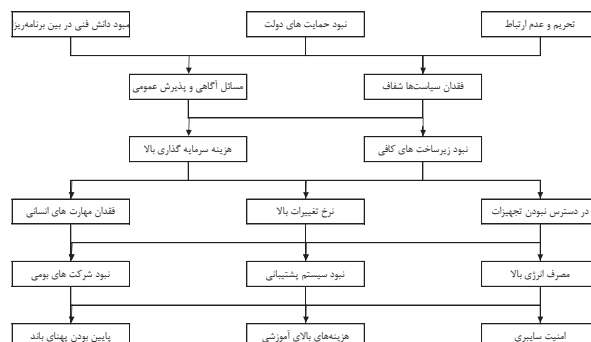 تحریم و عدم ارتباط
نبود حمایت های دولت
مبود دانش فنی در بین برنامه‌ریز
فقدان سیاست‌ها شفاف
مسائل آگاهی و پذیرش عمومی
نبود زیرساخت های کافی
هزینه سرمایه گذاری بالا
در دسترس نبودن تجهیزات
نرخ تغییرات بالا
فقدان مهارت های انسانی
مصرف انرژی بالا
نبود سیستم پشتیبانی
نبود شرکت های بومی
امنیت سایبری
هزینه‌های بالای آموزشی
پایین بودن پهنای باند